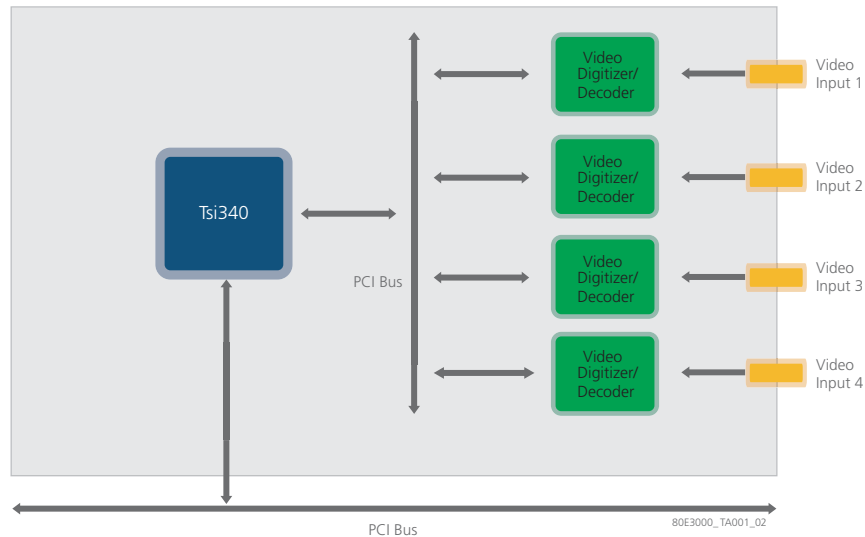 Video
Digitizer/
Decoder
Video
Input 1
Video
Digitizer/
Decoder
Video
Input 2
Tsi340
PCI Bus
Video
Digitizer/
Decoder
Video
Input 3
Video
Digitizer/
Decoder
Video
Input 4
80E3000_TA001_02
PCI Bus